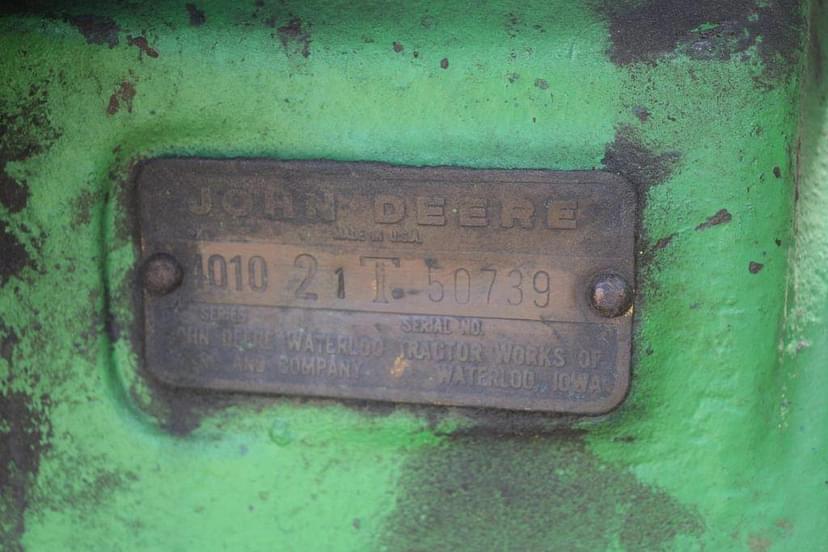 JOHN DEERE
MADE IN U.S.A.
4010 21 T. 50739
SERIES SERIAL NO.
JOHN DEERE WATERLOO TRACTOR WORKS OF
AND COMPANY WATERLOO, IOWA